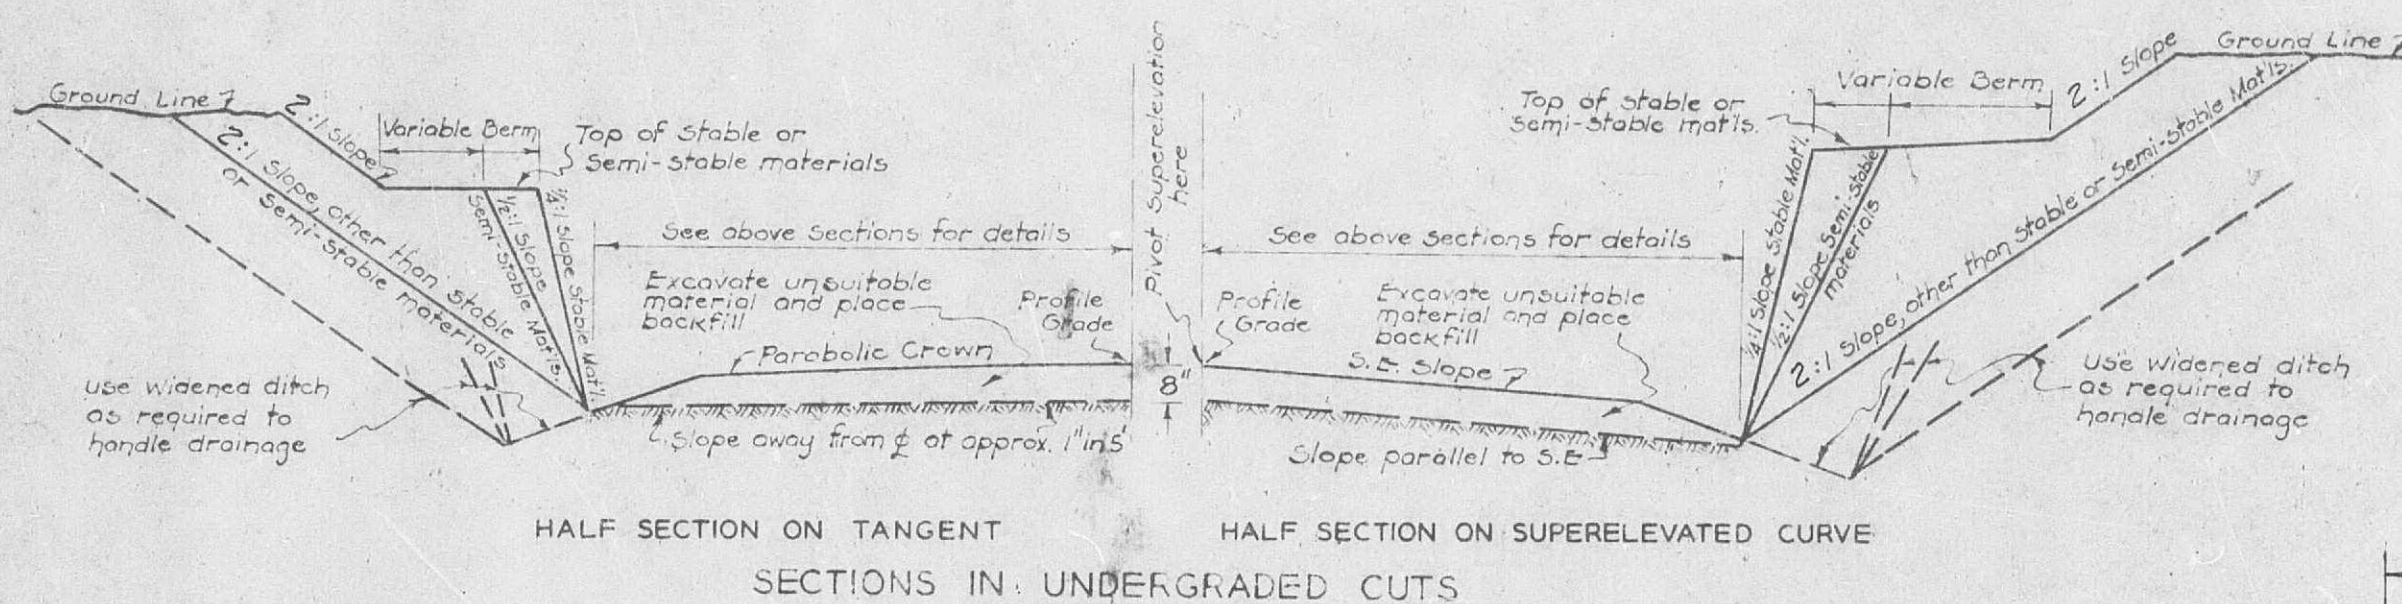 Ground Line
2:1 Slope
Variable Berm
Top of stable or
Semi-stable materials
2:1 Slope, other than stable
or semi-stable materials
½:1 Slope
Semi-stable Mat'ls.
¼:1 Slope Stable Mat'l.
See above sections for details
Excavate unsuitable
material and place
backfill
Profile
Grade
Parabolic Crown
use widened ditch
as required to
handle drainage
Slope away from ℄ at approx. 1" in 5'
HALF SECTION ON TANGENT
Pivot Superelevation
here
8"
Ground Line
2:1 Slope
Variable Berm
Top of stable or
Semi-stable mat'ls.
¼:1 Slope Stable Mat'l.
½:1 Slope Semi-stable
materials
2:1 Slope, other than stable or semi-stable Mat'ls.
See above sections for details
Profile
Grade
Excavate unsuitable
material and place
backfill
S.E. Slope
Slope parallel to S.E
use widened ditch
as required to
handle drainage
HALF SECTION ON SUPERELEVATED CURVE
SECTIONS IN UNDERGRADED CUTS